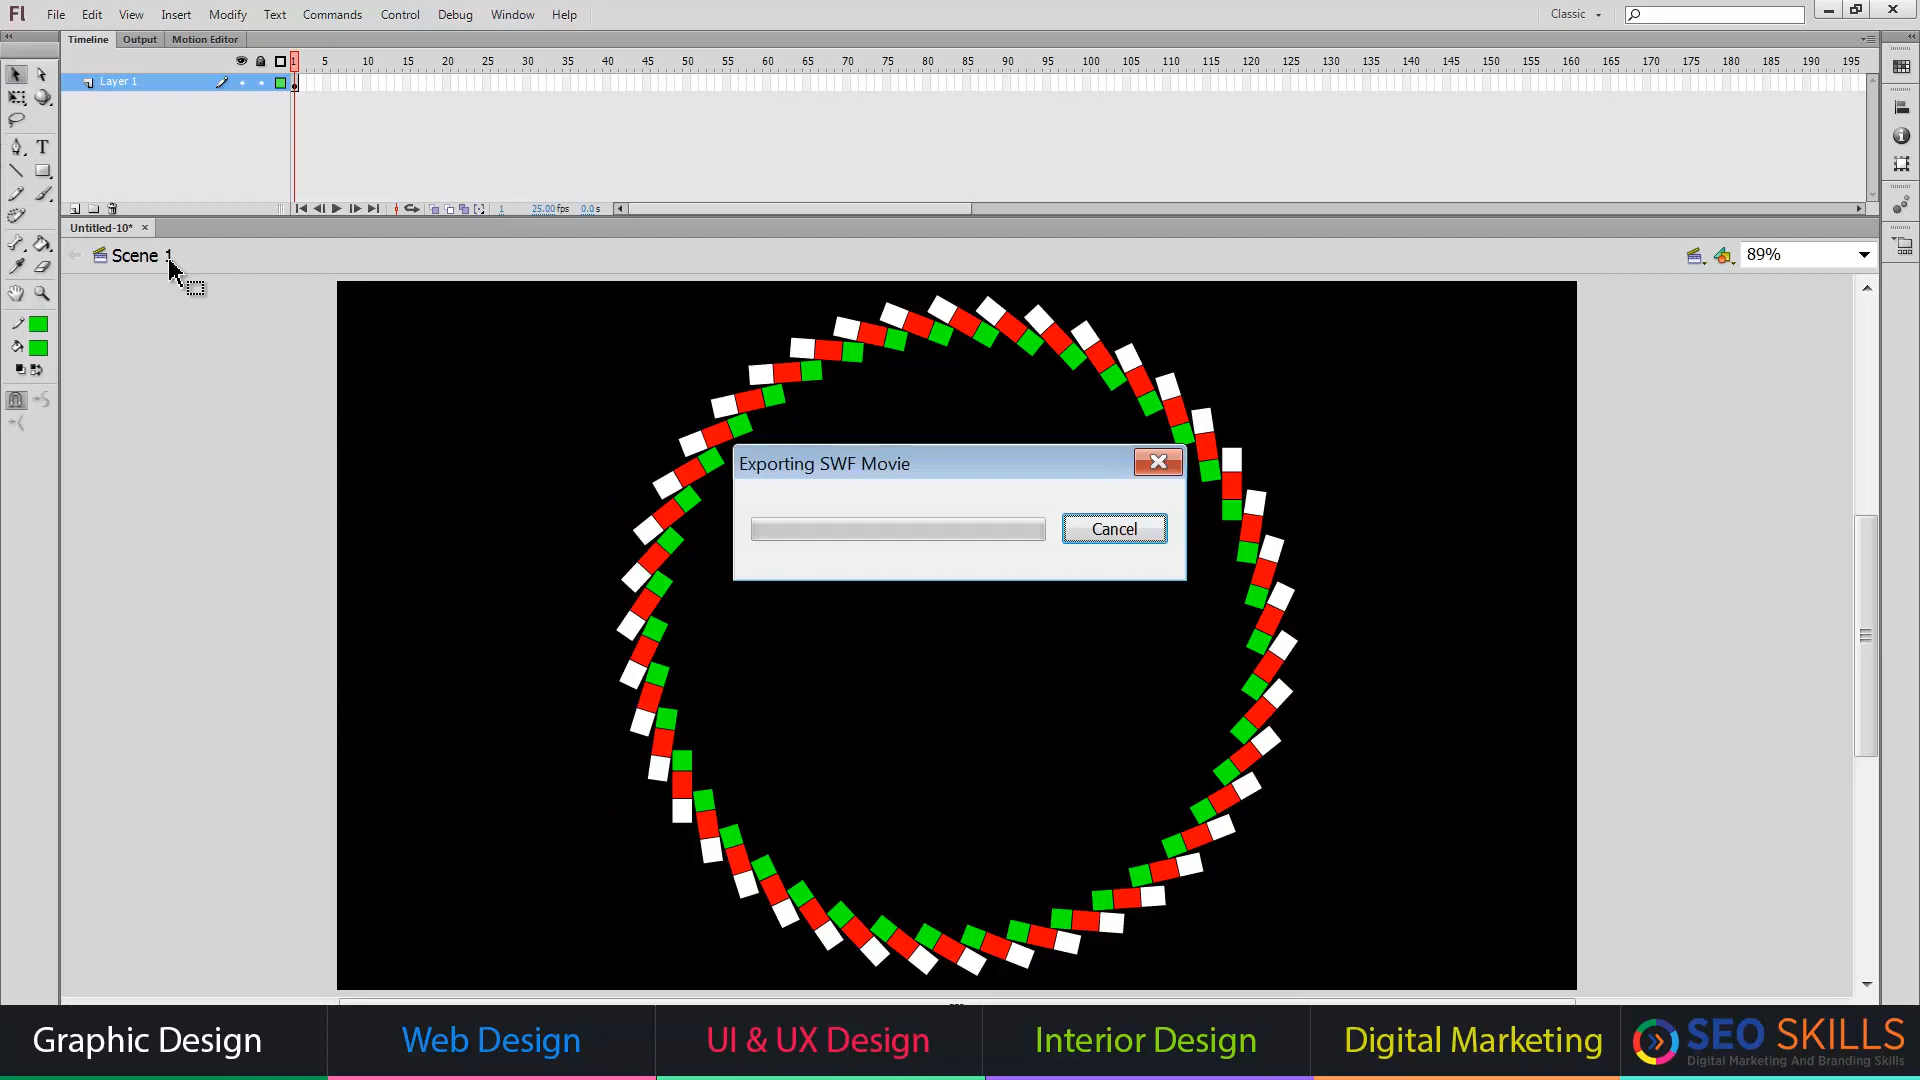 Fl File Edit View Insert Modify Text Commands Control Debug Window Help Classic
Timeline Output Motion Editor
1 5 10 15 20 25 30 35 40 45 50 55 60 65 70 75 80 85 90 95 100 105 110 115 120 125 130 135 140 145 150 155 160 165 170 175 180 185 190 195
Layer 1
1 25.00 fps 0.0 s
Untitled-10*
Scene 1
89%
Exporting SWF Movie
Cancel
Graphic Design Web Design UI & UX Design Interior Design Digital Marketing SEO SKILLS
Digital Marketing And Branding Skills